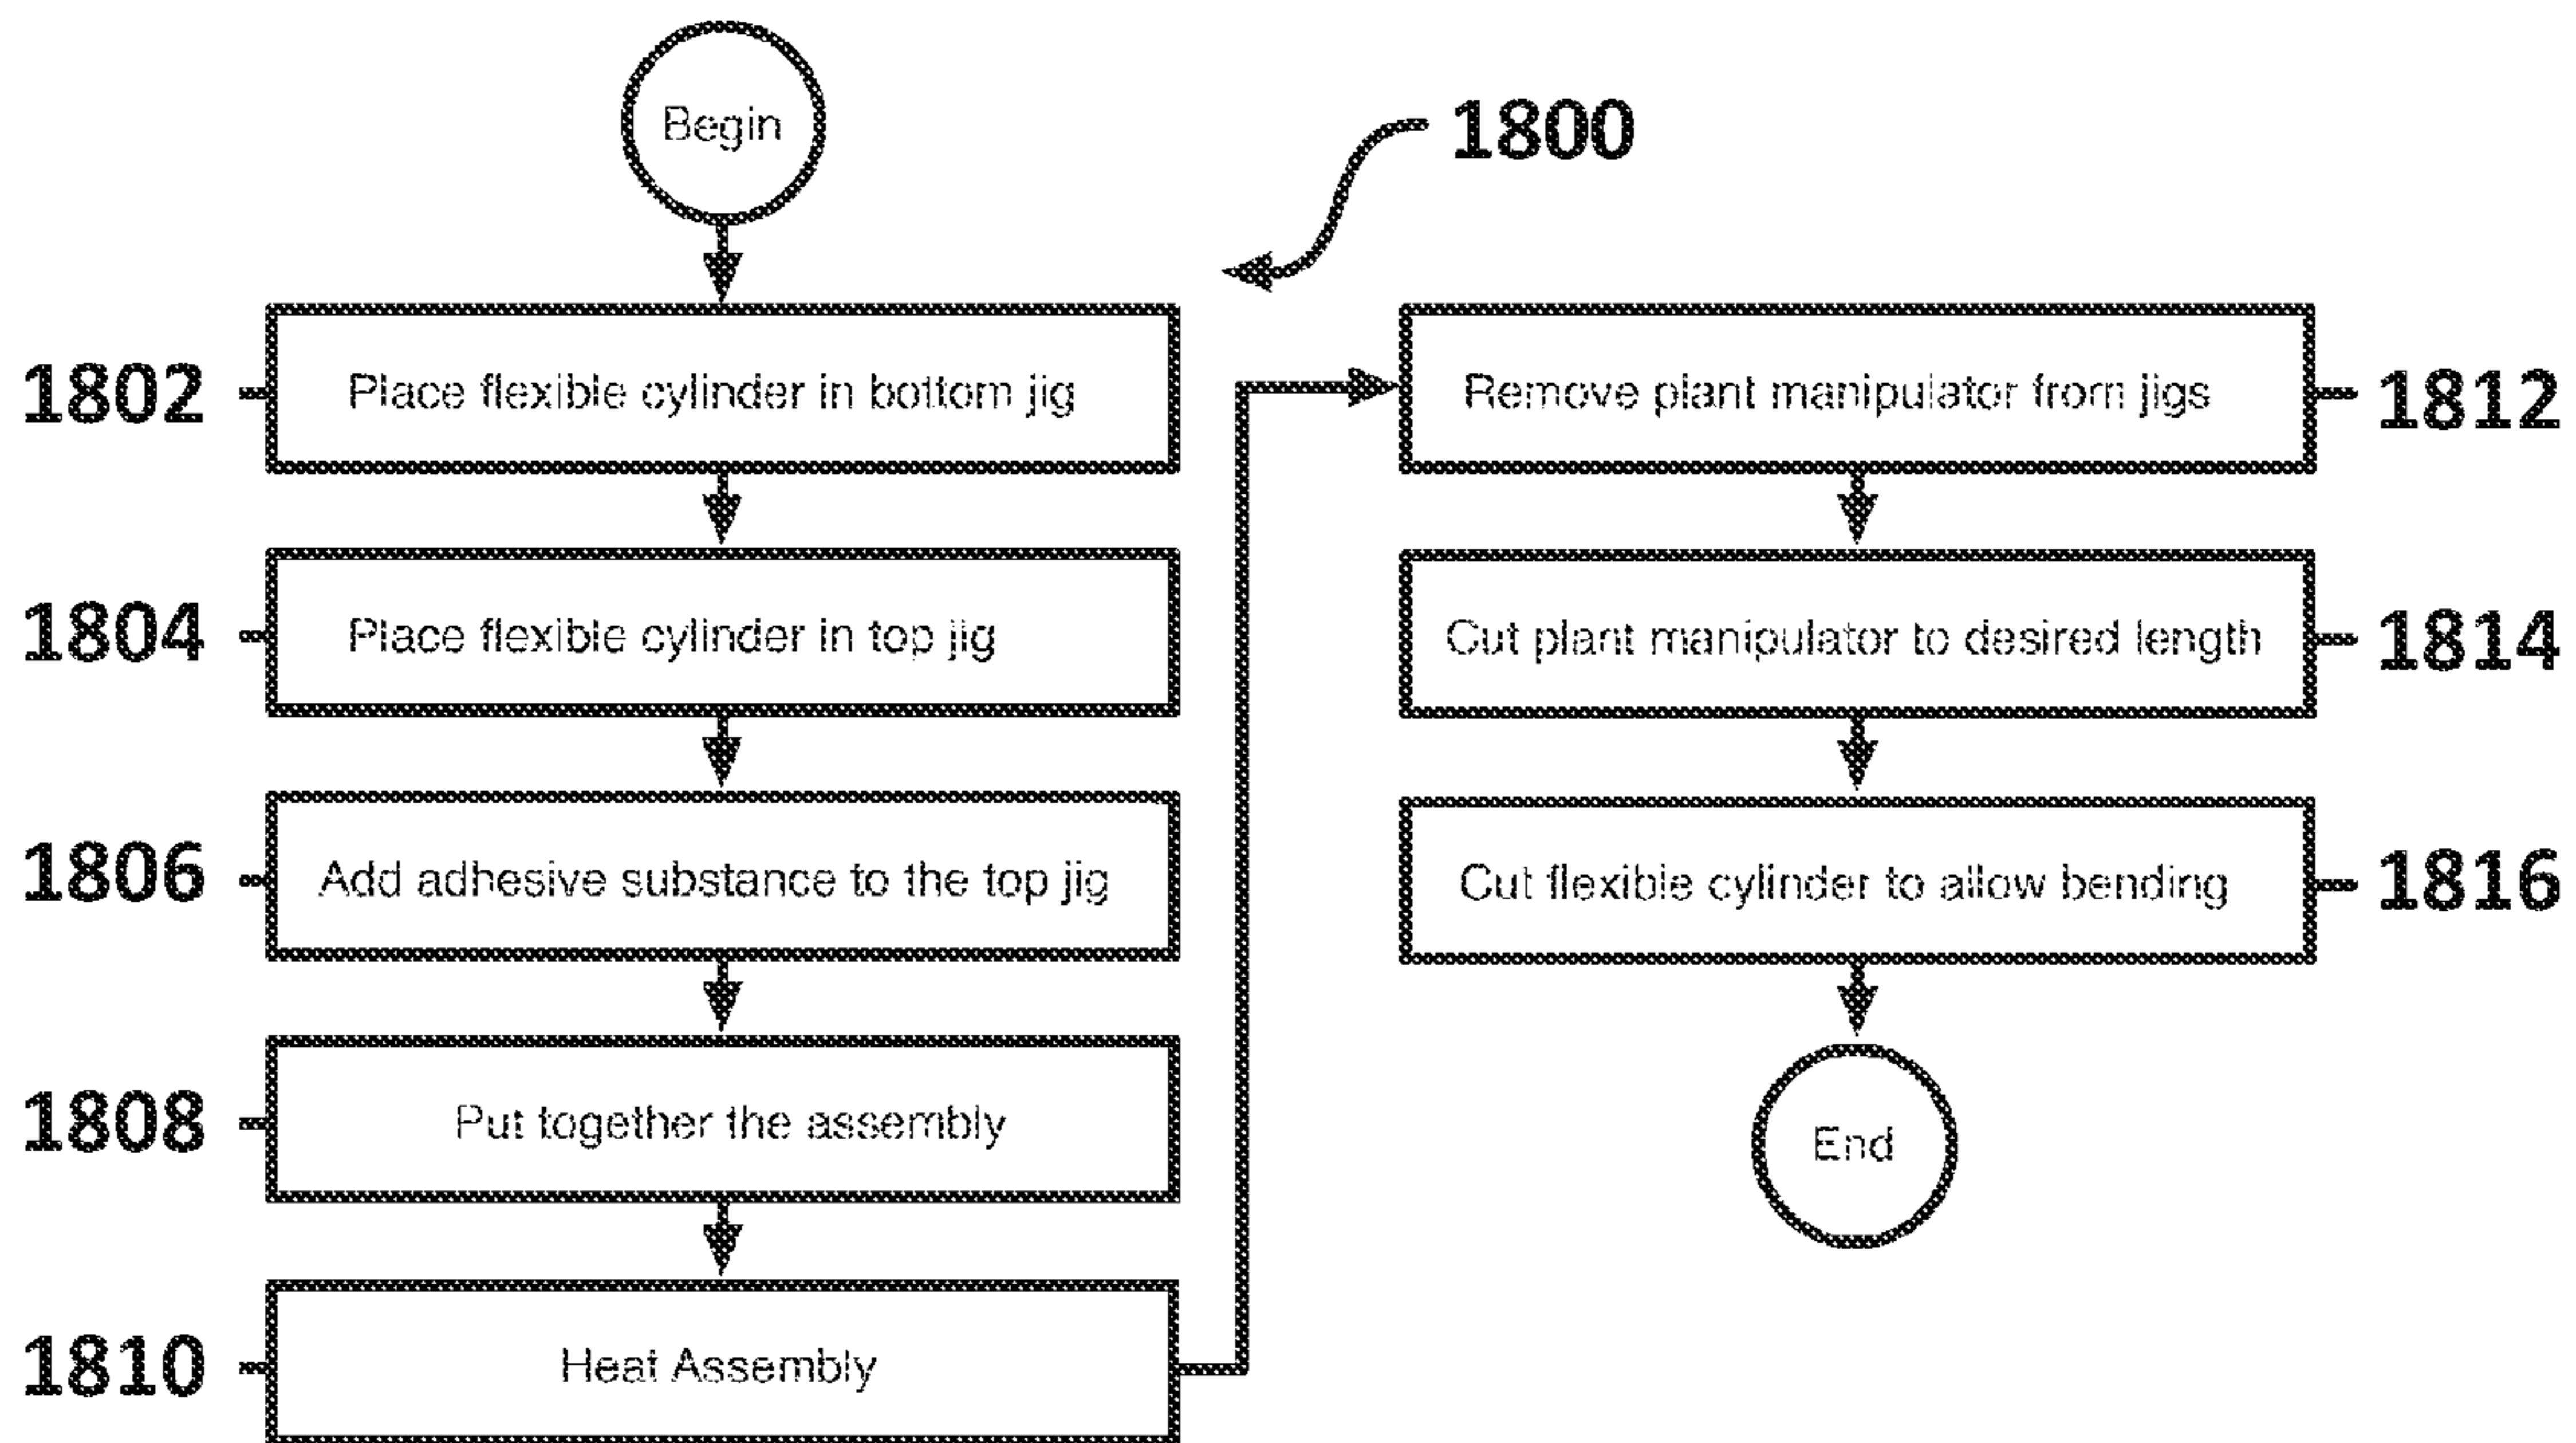 Begin
1800
1802
Place flexible cylinder in bottom jig
1804
Place flexible cylinder in top jig
1806
Add adhesive substance to the top jig
1808
Put together the assembly
1810
Heat Assembly
Remove plant manipulator from jigs
1812
Cut plant manipulator to desired length
1814
Cut flexible cylinder to allow bending
1816
End